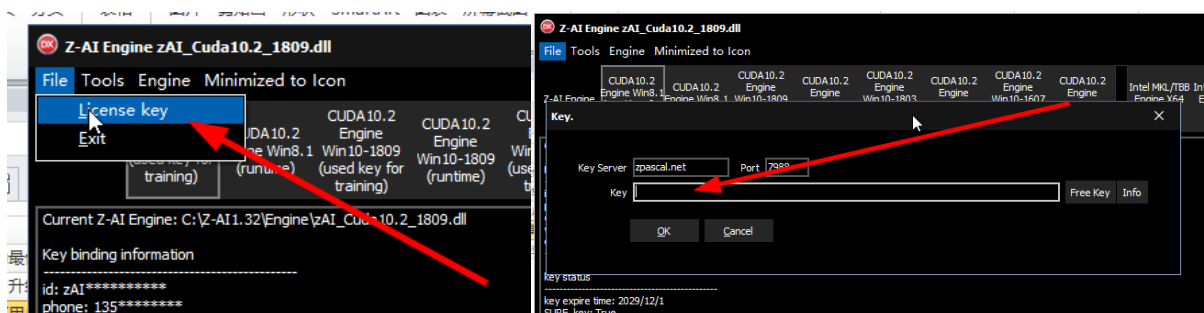 Z-AI Engine zAI_Cuda10.2_1809.dll
File Tools Engine Minimized to Icon
License key
Exit
CUDA10.2
Engine
Win10-1809
(used key for
training)
CUDA10.2
Engine
Win10-1809
(runtime)
(runtime)
training)
Current Z-AI Engine: C:\Z-AI1.32\Engine\zAI_Cuda10.2_1809.dll
Key binding information
id: zAI**********
phone: 135********
Z-AI Engine zAI_Cuda10.2_1809.dll
File Tools Engine Minimized to Icon
CUDA10.2
Engine Win8.1
CUDA10.2
Engine Win8.1
CUDA10.2
Engine
Win10-1809
CUDA10.2
Engine
CUDA10.2
Engine
Win10-1803
CUDA10.2
Engine
CUDA10.2
Engine
Win10-1607
CUDA10.2
Engine
Intel MKL/TBB
Engine X64
Z-AI Engine
Key.
Key Server zpascal.net Port 7988
Key Free Key Info
OK Cancel
key status
key expire time: 2029/12/1
SURF key: True